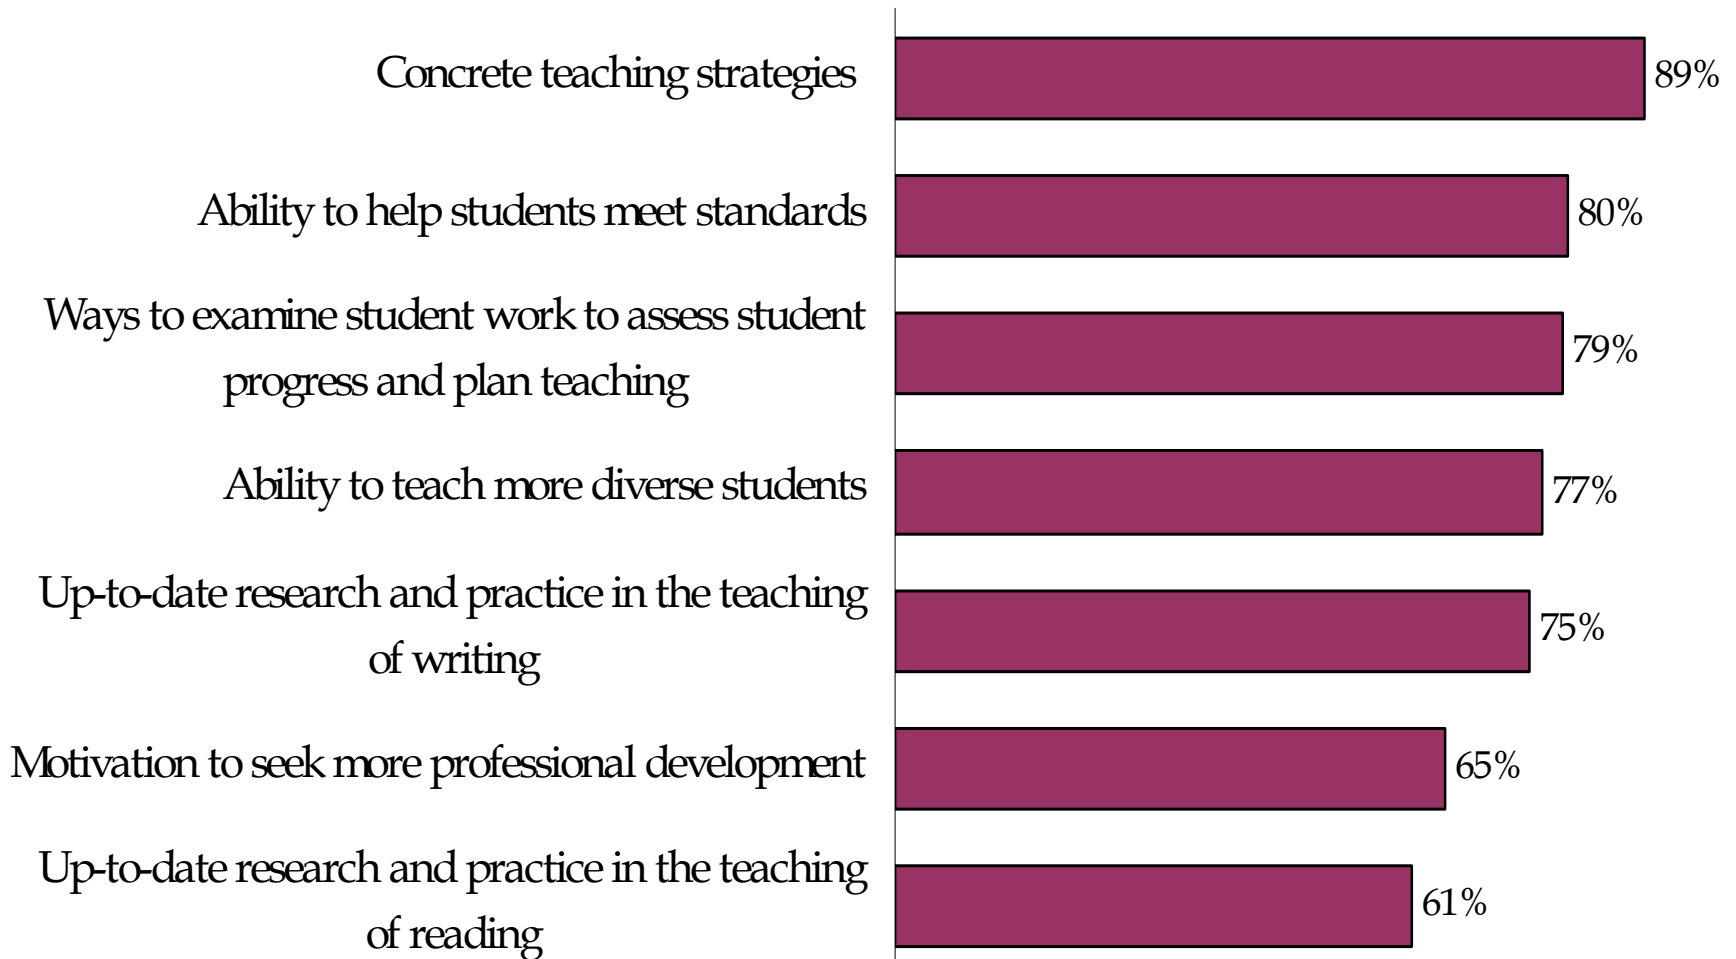 Concrete teaching strategies
89%
Ability to help students meet standards
80%
Ways to examine student work to assess student
progress and plan teaching
79%
Ability to teach more diverse students
77%
Up-to-date research and practice in the teaching
of writing
75%
Motivation to seek more professional development
65%
Up-to-date research and practice in the teaching
of reading
61%